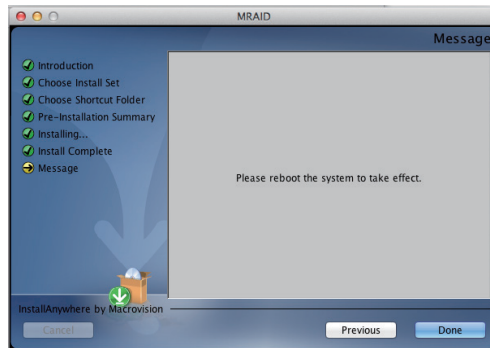 MRAID
Message
Introduction
Choose Install Set
Choose Shortcut Folder
Pre-Installation Summary
Installing...
Install Complete
Message
Please reboot the system to take effect.
InstallAnywhere by Macrovision
Cancel
Previous
Done